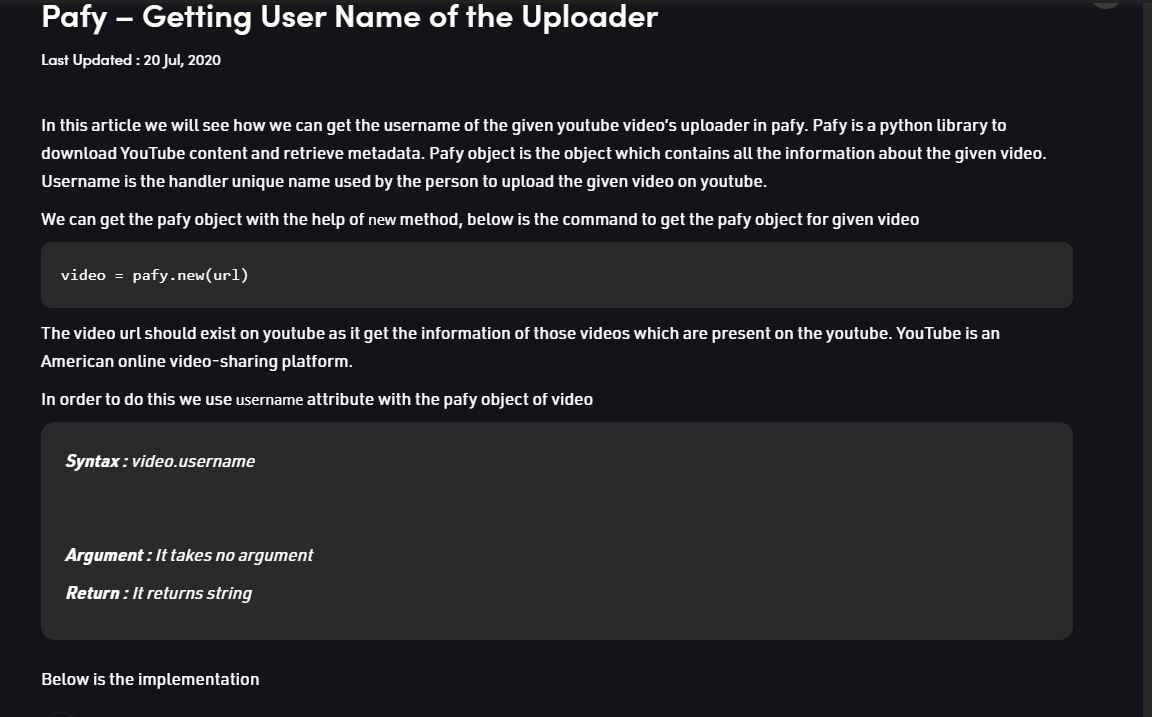 Pafy – Getting User Name of the Uploader
Last Updated : 20 Jul, 2020
In this article we will see how we can get the username of the given youtube video's uploader in pafy. Pafy is a python library to
download YouTube content and retrieve metadata. Pafy object is the object which contains all the information about the given video.
Username is the handler unique name used by the person to upload the given video on youtube.
We can get the pafy object with the help of new method, below is the command to get the pafy object for given video
video = pafy.new(url)
The video url should exist on youtube as it get the information of those videos which are present on the youtube. YouTube is an
American online video-sharing platform.
In order to do this we use username attribute with the pafy object of video
Syntax : video.username
Argument : It takes no argument
Return : It returns string
Below is the implementation